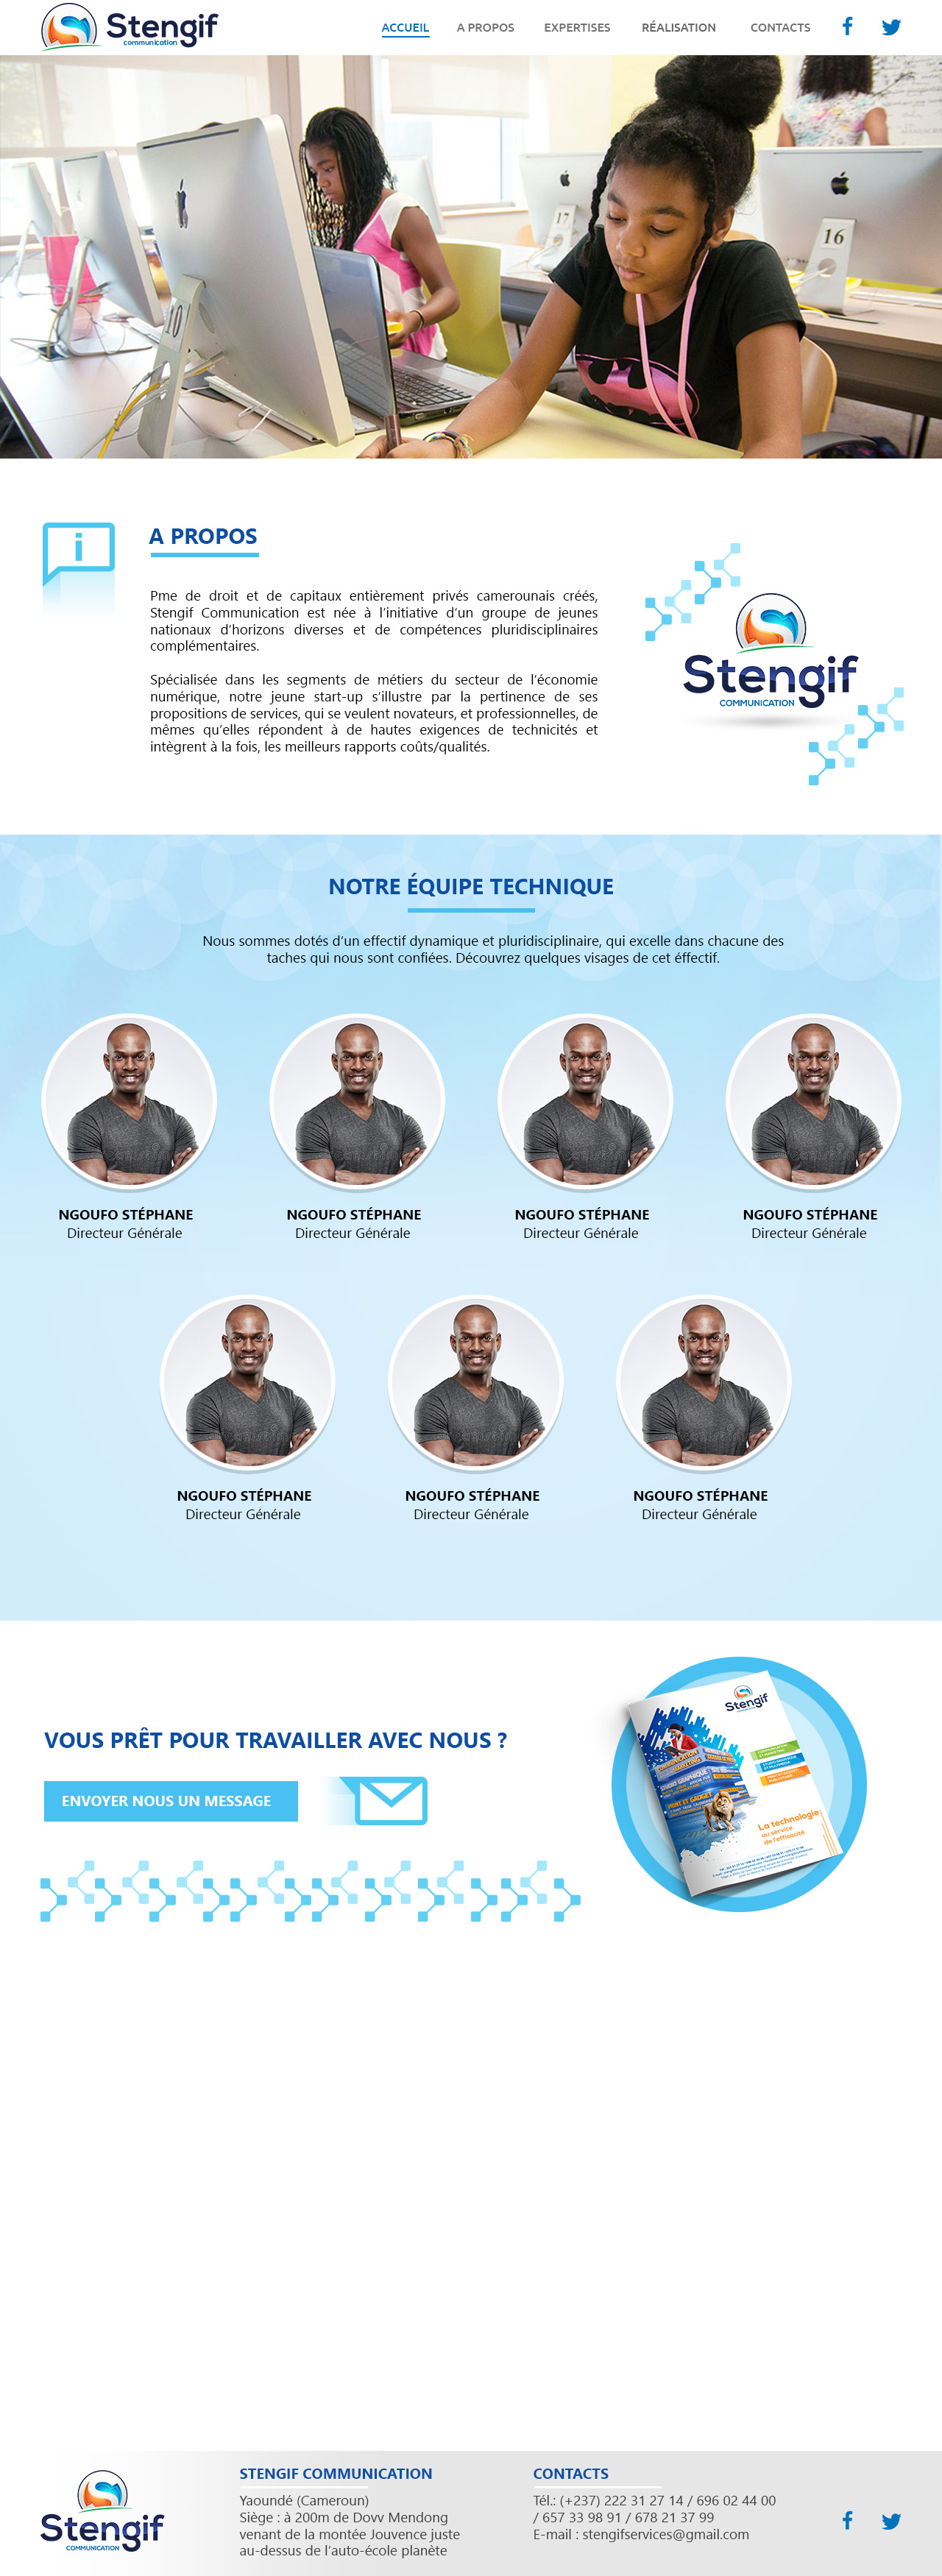 Stengif
communication
ACCUEIL
A PROPOS
EXPERTISES
RÉALISATION
CONTACTS
10
17
16
A PROPOS
Pme de droit et de capitaux entièrement privés camerounais créés,
Stengif Communication est née à l’initiative d’un groupe de jeunes
nationaux d’horizons diverses et de compétences pluridisciplinaires
complémentaires.
Spécialisée dans les segments de métiers du secteur de l’économie
numérique, notre jeune start-up s’illustre par la pertinence de ses
propositions de services, qui se veulent novateurs, et professionnelles, de
mêmes qu’elles répondent à de hautes exigences de technicités et
intègrent à la fois, les meilleurs rapports coûts/qualités.
Stengif
COMMUNICATION
NOTRE ÉQUIPE TECHNIQUE
Nous sommes dotés d’un effectif dynamique et pluridisciplinaire, qui excelle dans chacune des
taches qui nous sont confiées. Découvrez quelques visages de cet éffectif.
NGOUFO STÉPHANE
Directeur Générale
NGOUFO STÉPHANE
Directeur Générale
NGOUFO STÉPHANE
Directeur Générale
NGOUFO STÉPHANE
Directeur Générale
NGOUFO STÉPHANE
Directeur Générale
NGOUFO STÉPHANE
Directeur Générale
NGOUFO STÉPHANE
Directeur Générale
VOUS PRÊT POUR TRAVAILLER AVEC NOUS ?
ENVOYER NOUS UN MESSAGE
Stengif
La technologie
au service
de l'efficacité
Stengif
COMMUNICATION
STENGIF COMMUNICATION
Yaoundé (Cameroun)
Siège : à 200m de Dovv Mendong
venant de la montée Jouvence juste
au-dessus de l’auto-école planète
CONTACTS
Tél.: (+237) 222 31 27 14 / 696 02 44 00
/ 657 33 98 91 / 678 21 37 99
E-mail : stengifservices@gmail.com